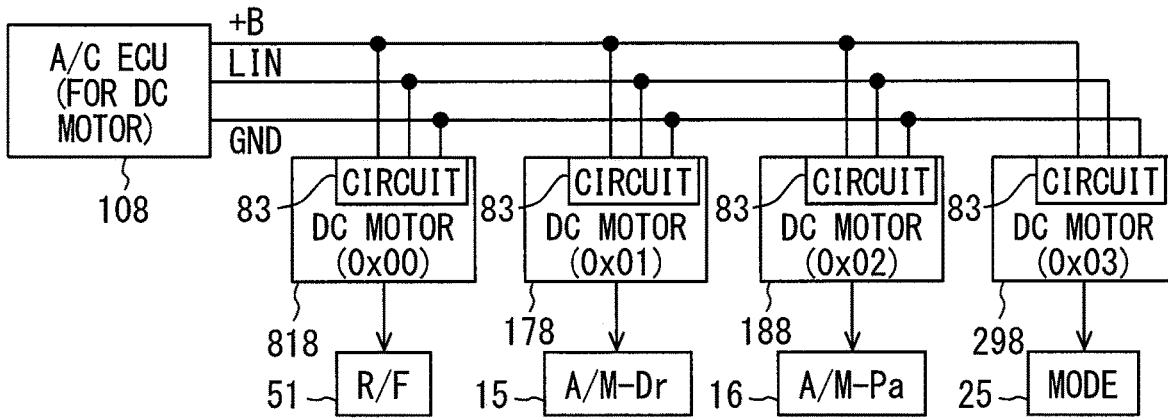 +B
A/C ECU
(FOR DC
MOTOR)
LIN
GND
108
83 CIRCUIT 83 CIRCUIT 83 CIRCUIT 83 CIRCUIT
DC MOTOR DC MOTOR DC MOTOR DC MOTOR
(0x00) (0x01) (0x02) (0x03)
818 178 188 298
51 R/F 15 A/M-Dr 16 A/M-Pa 25 MODE